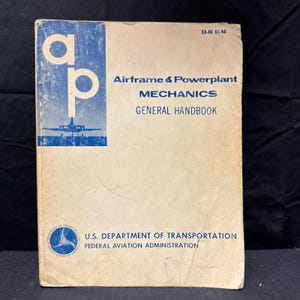 ap
Airframe & Powerplant
MECHANICS
GENERAL HANDBOOK
U.S. DEPARTMENT OF TRANSPORTATION
FEDERAL AVIATION ADMINISTRATION